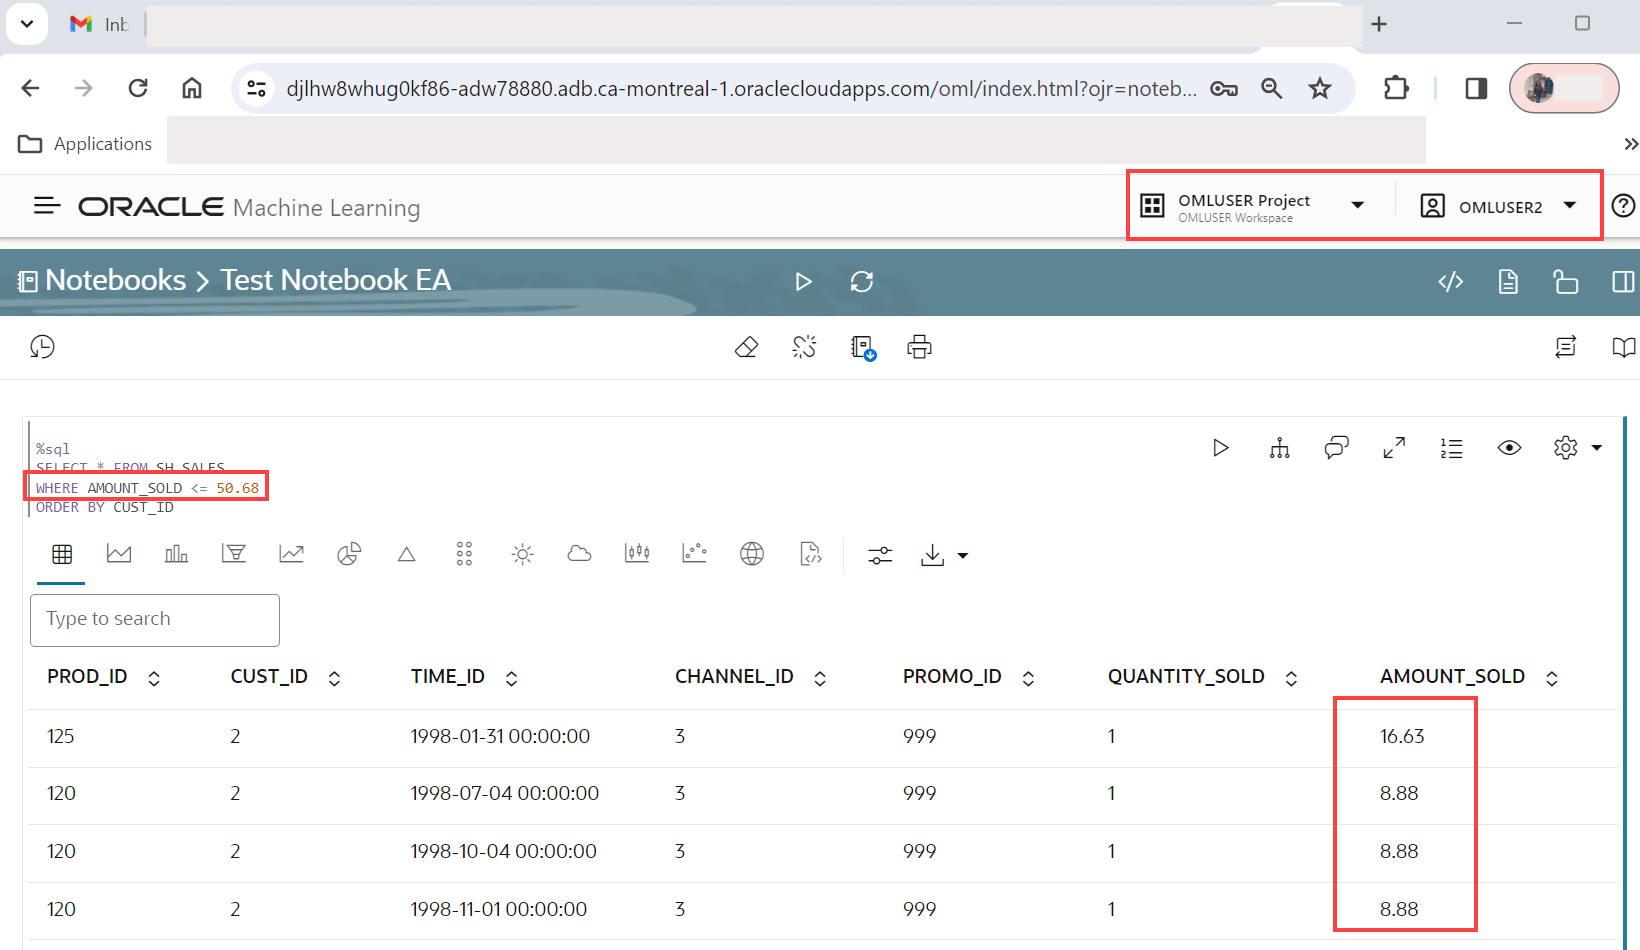 Inb
djlhw8whug0kf86-adw78880.adb.ca-montreal-1.oraclecloudapps.com/oml/index.html?ojr=noteb...
Applications
ORACLE Machine Learning
OMLUSER Project
OMLUSER Workspace
OMLUSER2
Notebooks > Test Notebook EA
%sql
SELECT * FROM SH.SALES
WHERE AMOUNT_SOLD <= 50.68
ORDER BY CUST_ID
Type to search
PROD_ID CUST_ID TIME_ID CHANNEL_ID PROMO_ID QUANTITY_SOLD AMOUNT_SOLD
125 2 1998-01-31 00:00:00 3 999 1 16.63
120 2 1998-07-04 00:00:00 3 999 1 8.88
120 2 1998-10-04 00:00:00 3 999 1 8.88
120 2 1998-11-01 00:00:00 3 999 1 8.88